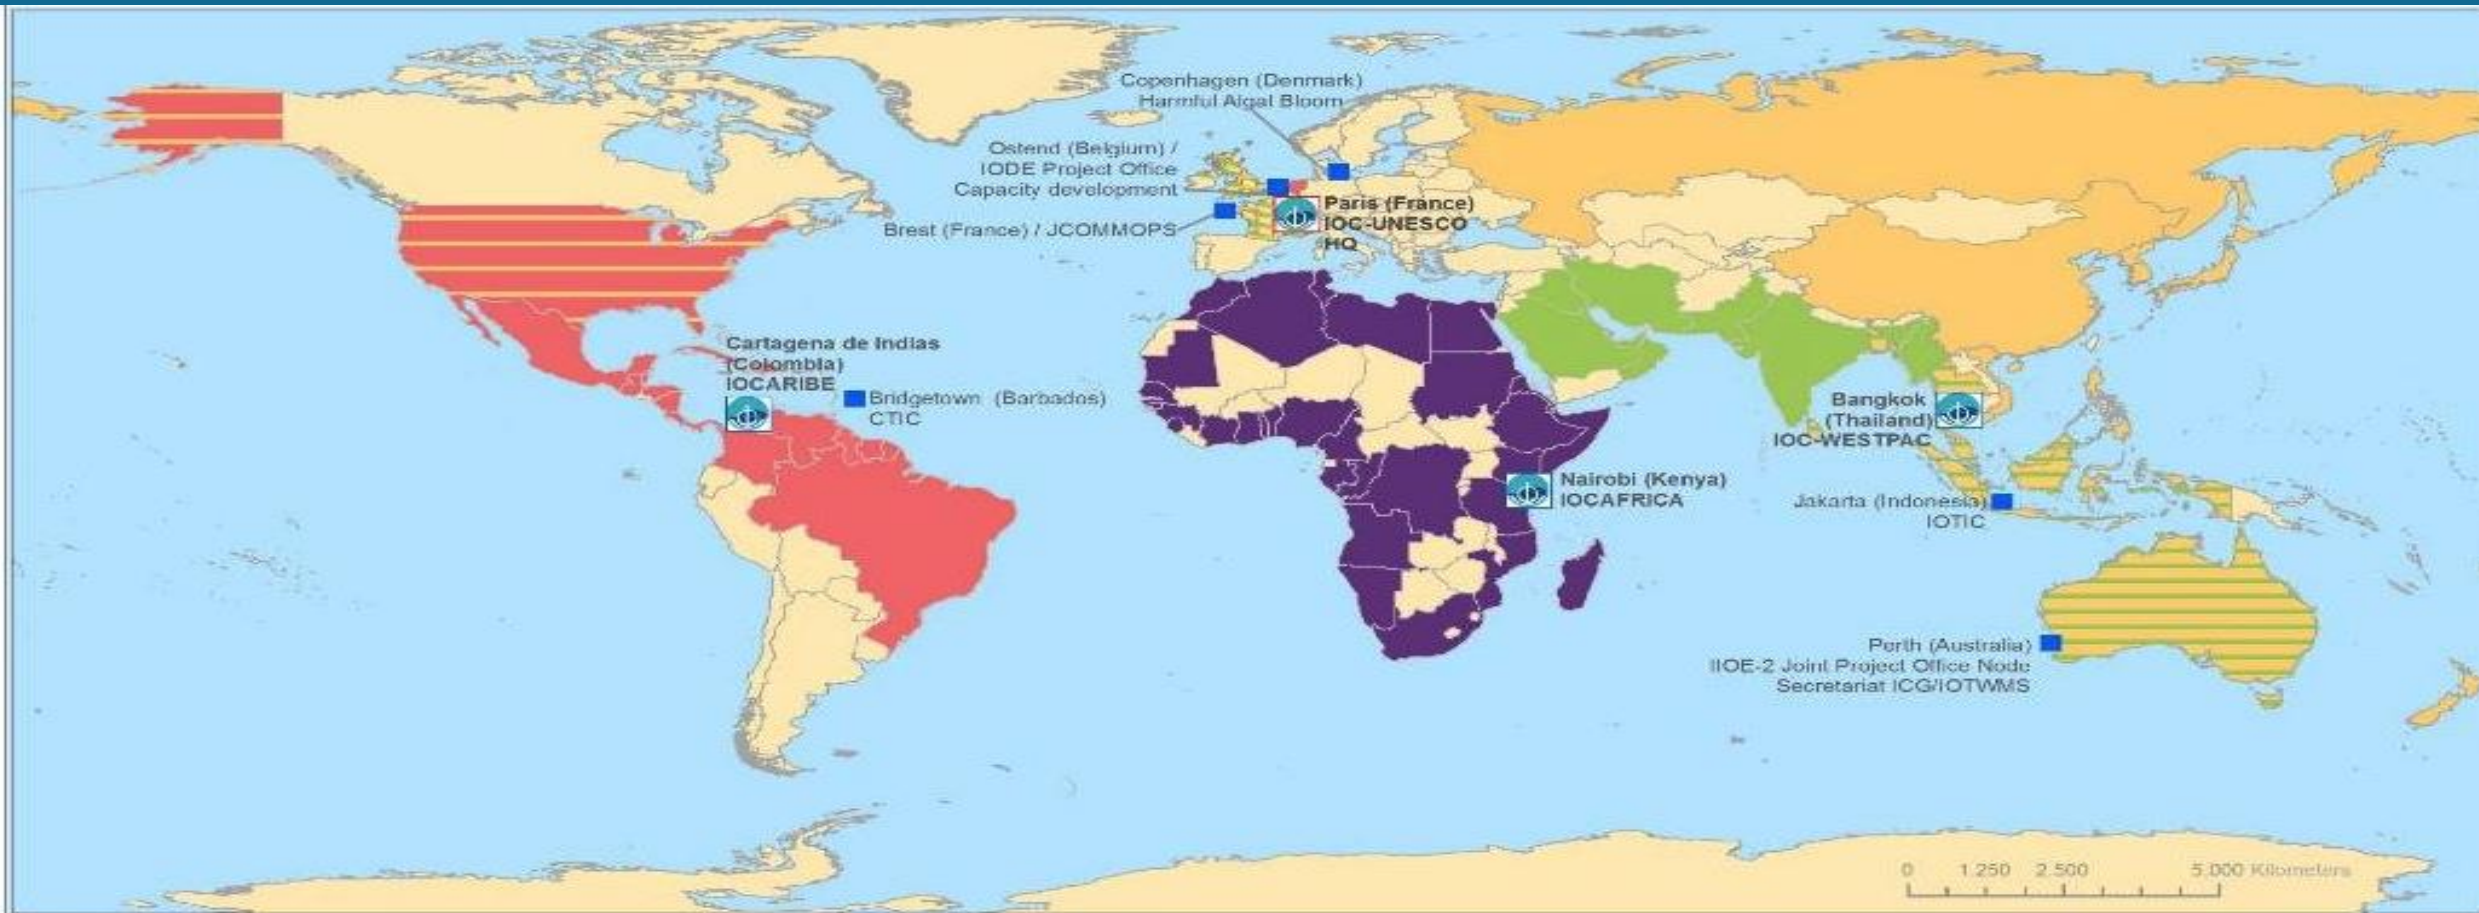 Copenhagen (Denmark)
Harmful Algal Bloom
Ostend (Belgium) /
IODE Project Office
Capacity development
Paris (France)
IOC-UNESCO
HQ
Brest (France) / JCOMMOPS
Cartagena de Indias
(Colombia)
IOCARIBE
Bridgetown (Barbados)
CTIC
Bangkok
(Thailand)
IOC-WESTPAC
Nairobi (Kenya)
IOCAFRICA
Jakarta (Indonesia)
IOTIC
Perth (Australia)
IIOE-2 Joint Project Office Node
Secretariat ICG/IOTWMS
0 1.250 2.500 5.000 Kilometers